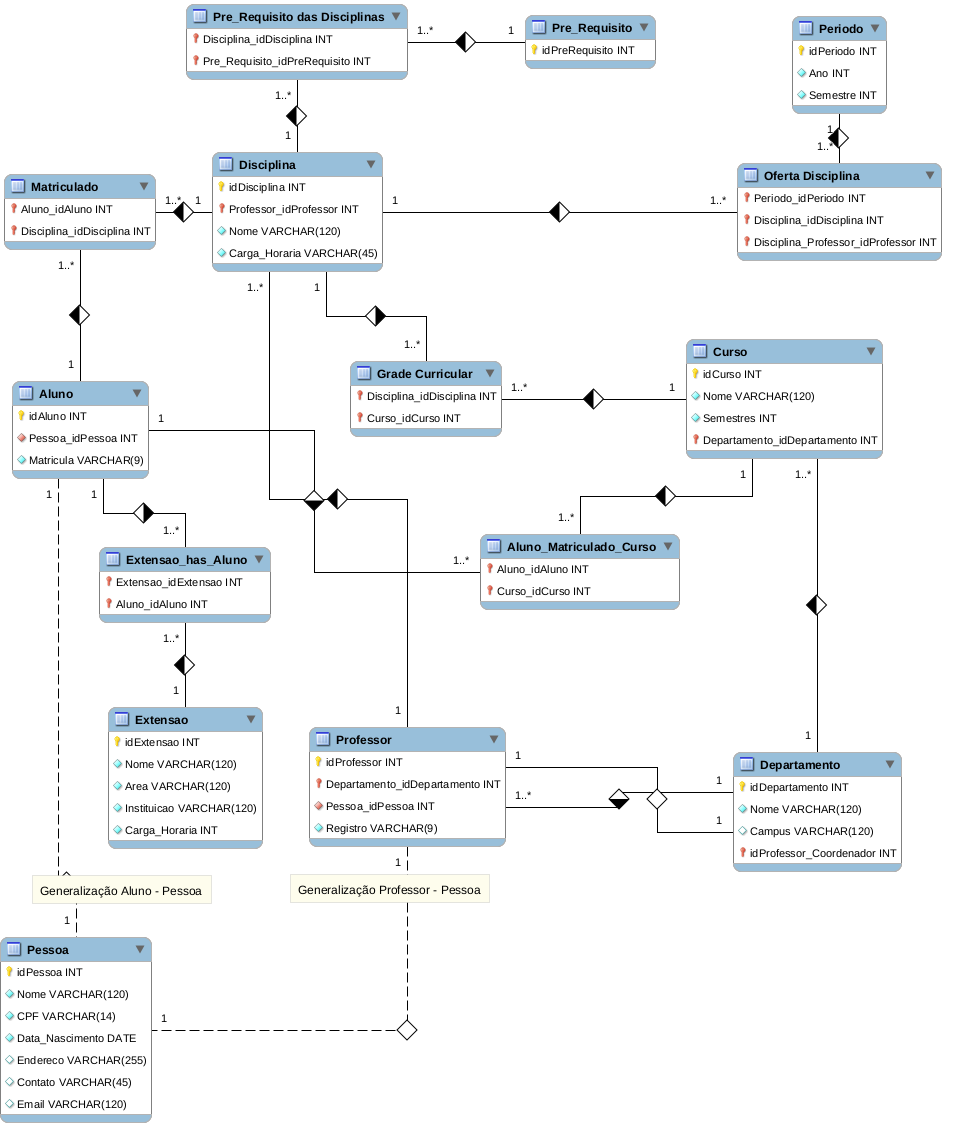 Pre_Requisito das Disciplinas
Disciplina_idDisciplina INT
Pre_Requisito_idPreRequisito INT
1..*
1
Pre_Requisito
idPreRequisito INT
Periodo
idPeriodo INT
Ano INT
Semestre INT
1
1..*
1..*
1
Disciplina
idDisciplina INT
Professor_idProfessor INT
Nome VARCHAR(120)
Carga_Horaria VARCHAR(45)
Matriculado
Aluno_idAluno INT
Disciplina_idDisciplina INT
1..*
1
1
1..*
Oferta Disciplina
Periodo_idPeriodo INT
Disciplina_idDisciplina INT
Disciplina_Professor_idProfessor INT
1..*
1
1..*
1
1..*
Grade Curricular
Disciplina_idDisciplina INT
Curso_idCurso INT
1..*
1
Curso
idCurso INT
Nome VARCHAR(120)
Semestres INT
Departamento_idDepartamento INT
Aluno
idAluno INT
Pessoa_idPessoa INT
Matricula VARCHAR(9)
1
1
1
1..*
1
1..*
1..*
1..*
Aluno_Matriculado_Curso
Aluno_idAluno INT
Curso_idCurso INT
Extensao_has_Aluno
Extensao_idExtensao INT
Aluno_idAluno INT
1..*
1
Extensao
idExtensao INT
Nome VARCHAR(120)
Area VARCHAR(120)
Instituicao VARCHAR(120)
Carga_Horaria INT
1
Professor
idProfessor INT
Departamento_idDepartamento INT
Pessoa_idPessoa INT
Registro VARCHAR(9)
1
1..*
1
1
1
Departamento
idDepartamento INT
Nome VARCHAR(120)
Campus VARCHAR(120)
idProfessor_Coordenador INT
1
Generalização Aluno - Pessoa
Generalização Professor - Pessoa
1
Pessoa
idPessoa INT
Nome VARCHAR(120)
CPF VARCHAR(14)
Data_Nascimento DATE
Endereco VARCHAR(255)
Contato VARCHAR(45)
Email VARCHAR(120)
1